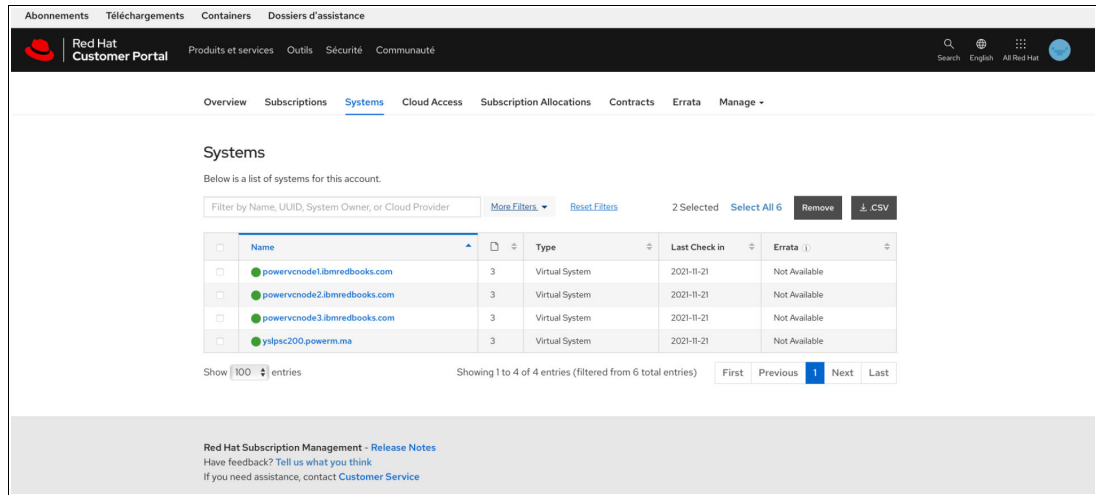 Abonnements Téléchargements Containers Dossiers d'assistance
Red Hat
Customer Portal
Produits et services Outils Sécurité Communauté
Search English All Red Hat
Overview Subscriptions Systems Cloud Access Subscription Allocations Contracts Errata Manage
Systems
Below is a list of systems for this account.
Filter by Name, UUID, System Owner, or Cloud Provider More Filters Reset Filters 2 Selected Select All 6 Remove .CSV
Name Type Last Check in Errata
powervcnode1.ibmredbooks.com 3 Virtual System 2021-11-21 Not Available
powervcnode2.ibmredbooks.com 3 Virtual System 2021-11-21 Not Available
powervcnode3.ibmredbooks.com 3 Virtual System 2021-11-21 Not Available
yslpsc200.powerm.ma 3 Virtual System 2021-11-21 Not Available
Show 100 entries Showing 1 to 4 of 4 entries (filtered from 6 total entries) First Previous 1 Next Last
Red Hat Subscription Management - Release Notes
Have feedback? Tell us what you think
If you need assistance, contact Customer Service